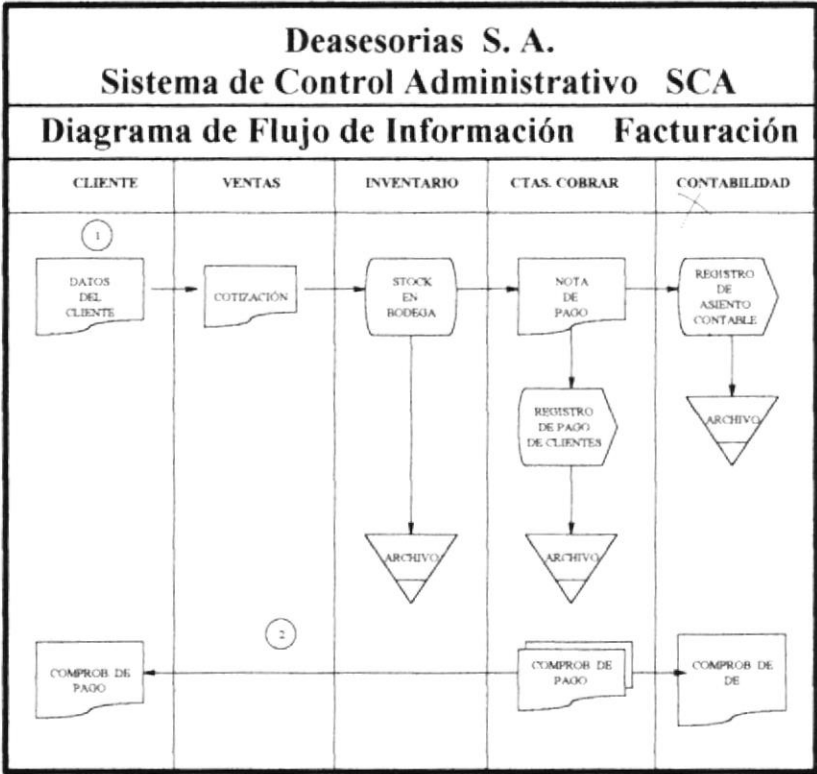 Deasesorias S. A.
Sistema de Control Administrativo SCA
Diagrama de Flujo de Información Facturación
CLIENTE VENTAS INVENTARIO CTAS. COBRAR CONTABILIDAD
1
DATOS
DEL
CLIENTE
COTIZACIÓN
STOCK
EN
BODEGA
NOTA
DE
PAGO
REGISTRO
DE
ASIENTO
CONTABLE
REGISTRO
DE PAGO
DE CLIENTES
ARCHIVO
ARCHIVO
ARCHIVO
2
COMPROB DE
PAGO
COMPROB DE
PAGO
COMPROB DE
DE